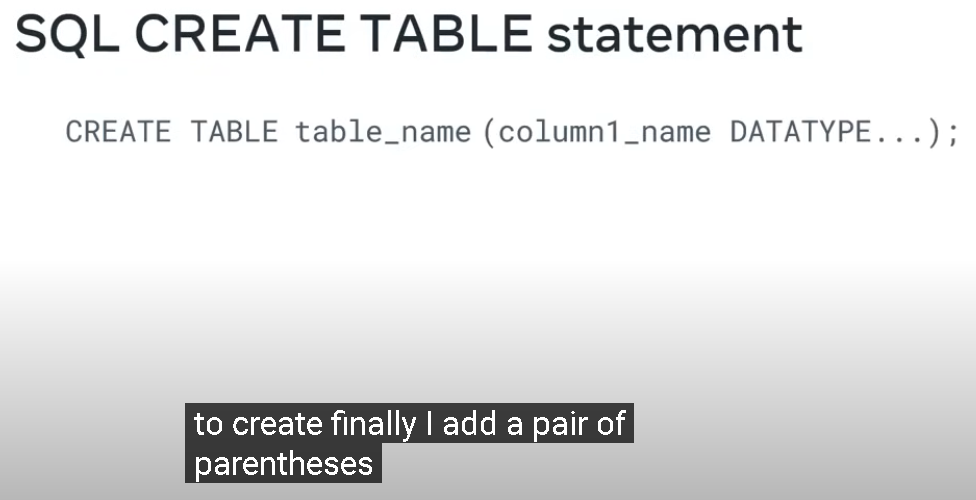 SQL CREATE TABLE statement
CREATE TABLE table_name (column1_name DATATYPE...);
to create finally I add a pair of
parentheses